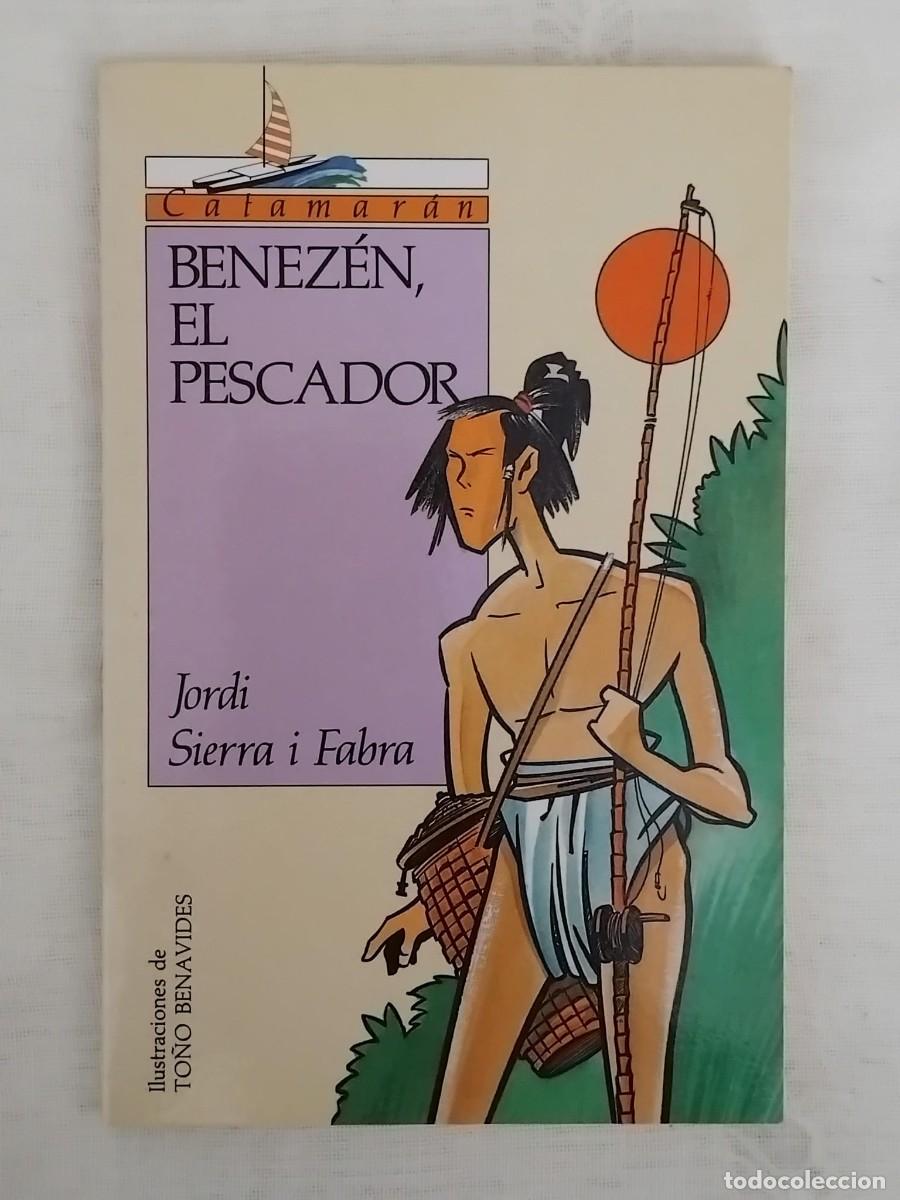 Catamarán
BENEZÉN,
EL
PESCADOR
Jordi
Sierra i Fabra
Ilustraciones de
TOÑO BENAVIDES
todocoleccion